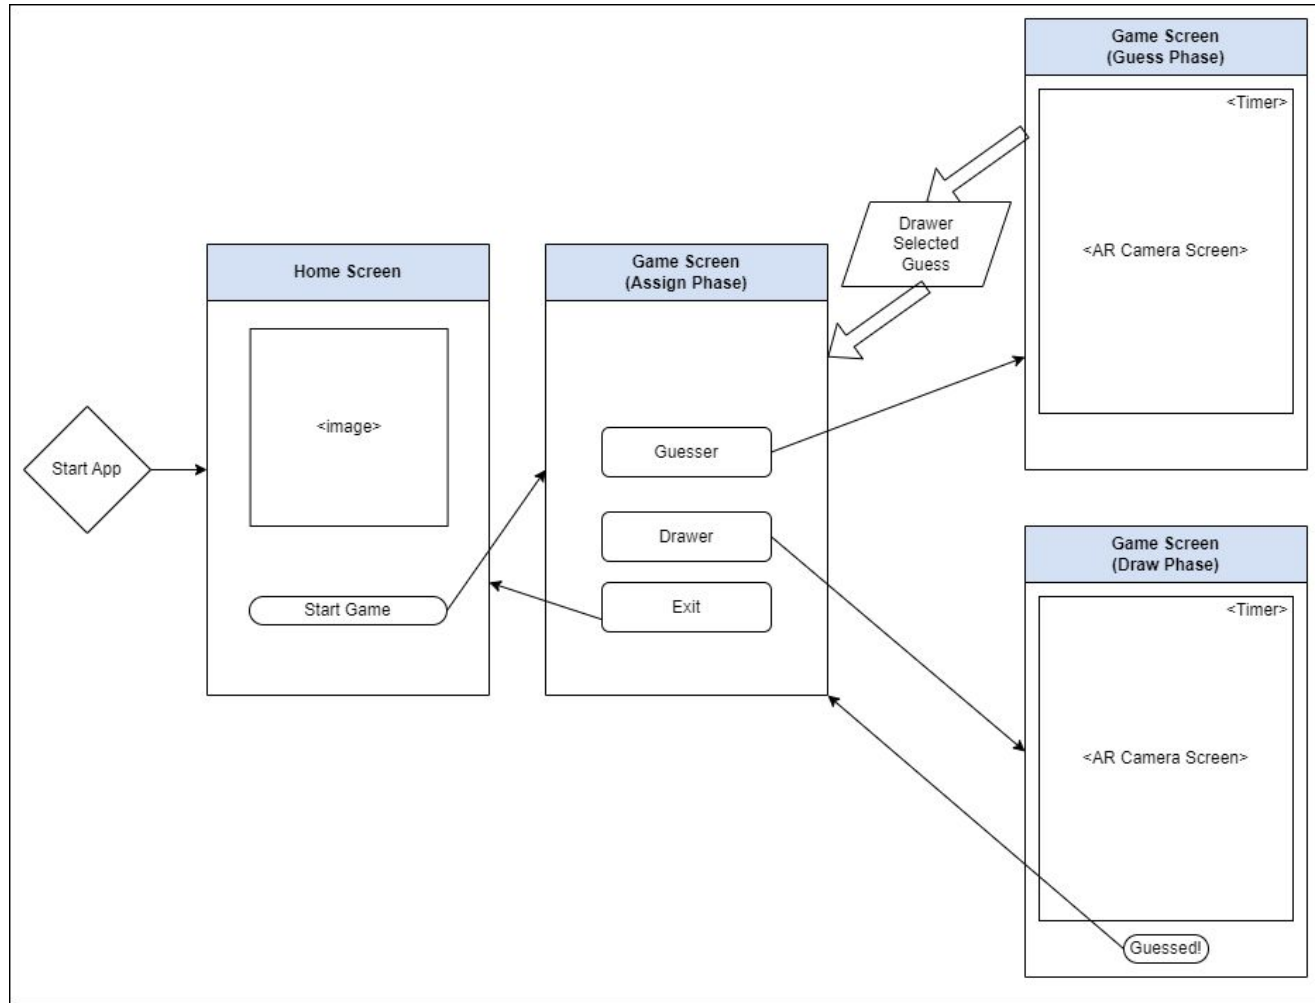 Start App
Home Screen
<image>
Start Game
Game Screen
(Assign Phase)
Guesser
Drawer
Exit
Drawer
Selected
Guess
Game Screen
(Guess Phase)
<Timer>
<AR Camera Screen>
Game Screen
(Draw Phase)
<Timer>
<AR Camera Screen>
Guessed!